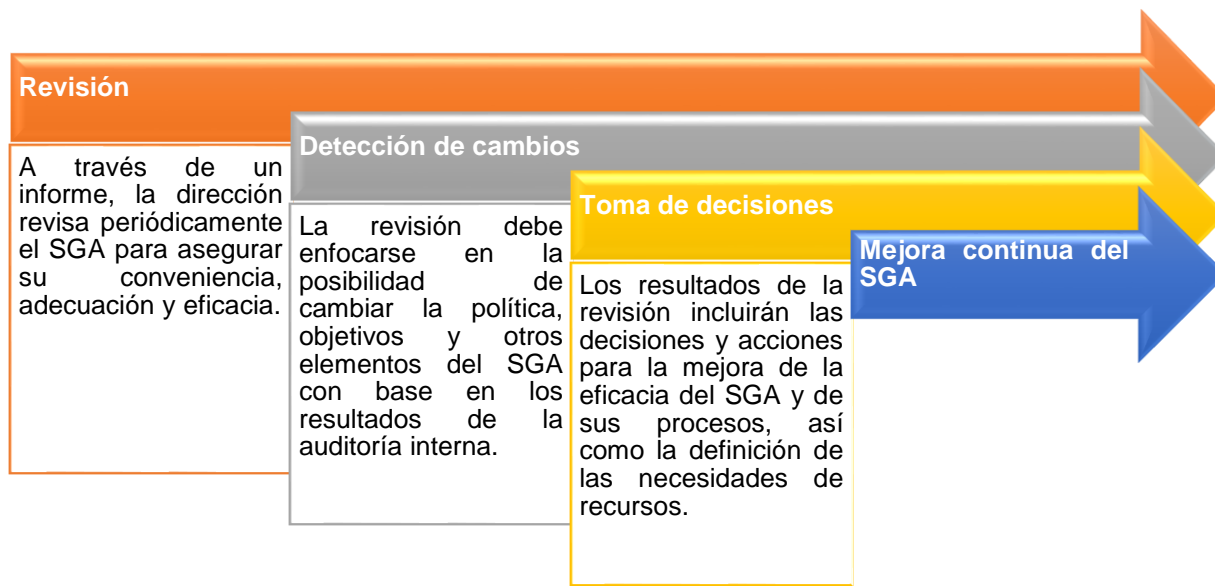 Revisión
A través de un
informe, la dirección
revisa periódicamente
el SGA para asegurar
su conveniencia,
adecuación y eficacia.
Detección de cambios
La revisión debe
enfocarse en la
posibilidad de
cambiar la política,
objetivos y otros
elementos del SGA
con base en los
resultados de la
auditoría interna.
Toma de decisiones
Los resultados de la
revisión incluirán las
decisiones y acciones
para la mejora de la
eficacia del SGA y de
sus procesos, así
como la definición de
las necesidades de
recursos.
Mejora continua del
SGA